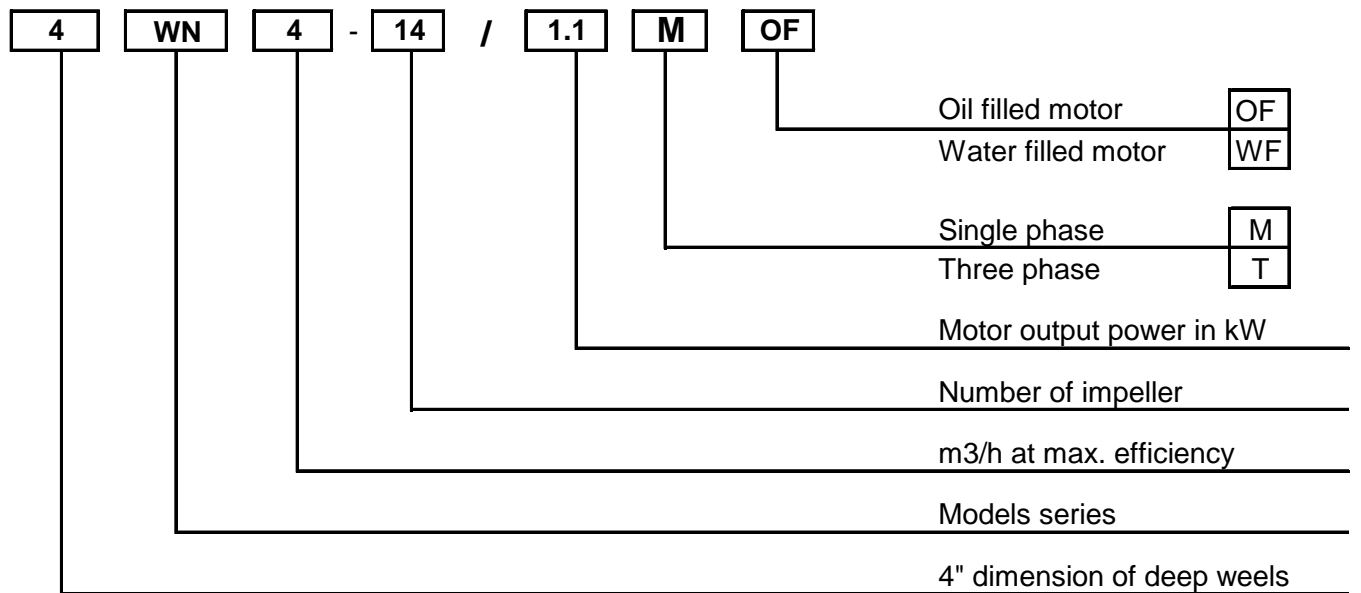 4 WN 4 - 14 / 1.1 M OF
Oil filled motor OF
Water filled motor WF
Single phase M
Three phase T
Motor output power in kW
Number of impeller
m3/h at max. efficiency
Models series
4" dimension of deep weels